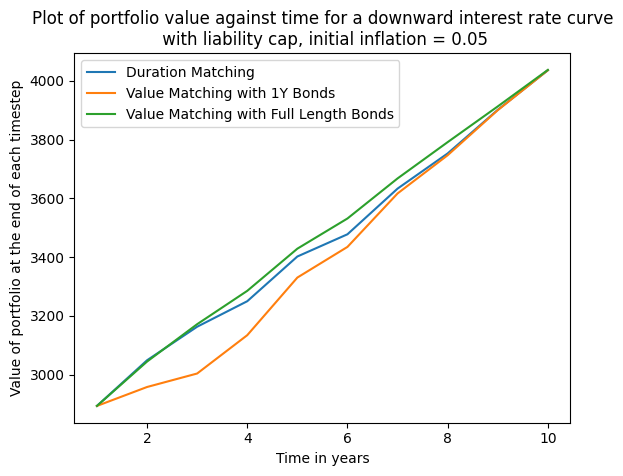 Plot of portfolio value against time for a downward interest rate curve
with liability cap, initial inflation = 0.05
Duration Matching
Value Matching with 1Y Bonds
Value Matching with Full Length Bonds
Value of portfolio at the end of each timestep
4000
3800
3600
3400
3200
3000
2
4
6
8
10
Time in years